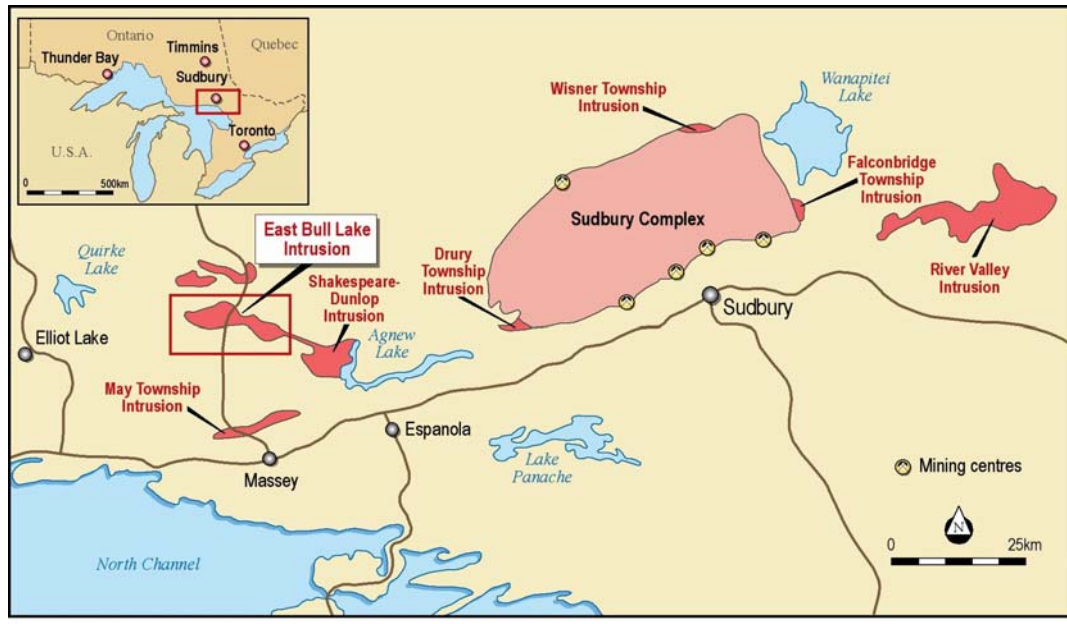 Ontario
Quebec
Timmins
Thunder Bay
Sudbury
Toronto
U.S.A.
0
500km
Wisner Township
Intrusion
Wanapitei
Lake
Falconbridge
Township
Intrusion
Sudbury Complex
East Bull Lake
Intrusion
Drury
Township
Intrusion
River Valley
Intrusion
Quirke
Lake
Shakespeare-
Dunlop
Intrusion
Sudbury
Elliot Lake
Agnew
Lake
May Township
Intrusion
Espanola
Massey
Lake
Panache
Mining centres
North Channel
N
0
25km